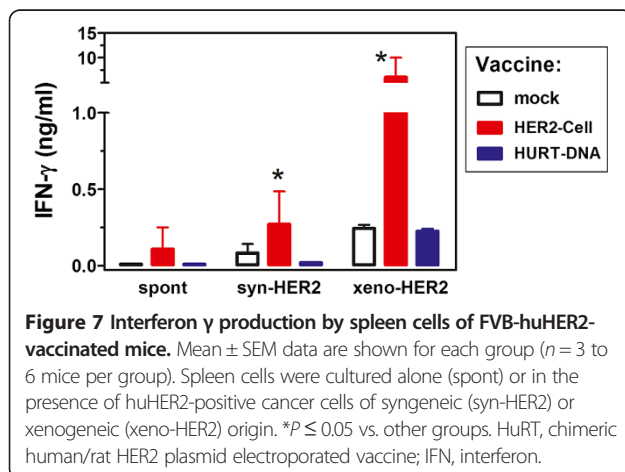 15
10
5
1.0
0.5
0.0
IFN-γ (ng/ml)
*
*
spont
syn-HER2
xeno-HER2
Vaccine:
mock
HER2-Cell
HURT-DNA
Figure 7 Interferon γ production by spleen cells of FVB-huHER2-
vaccinated mice. Mean ± SEM data are shown for each group (n = 3 to
6 mice per group). Spleen cells were cultured alone (spont) or in the
presence of huHER2-positive cancer cells of syngeneic (syn-HER2) or
xenogeneic (xeno-HER2) origin. *P ≤ 0.05 vs. other groups. HuRT, chimeric
human/rat HER2 plasmid electroporated vaccine; IFN, interferon.